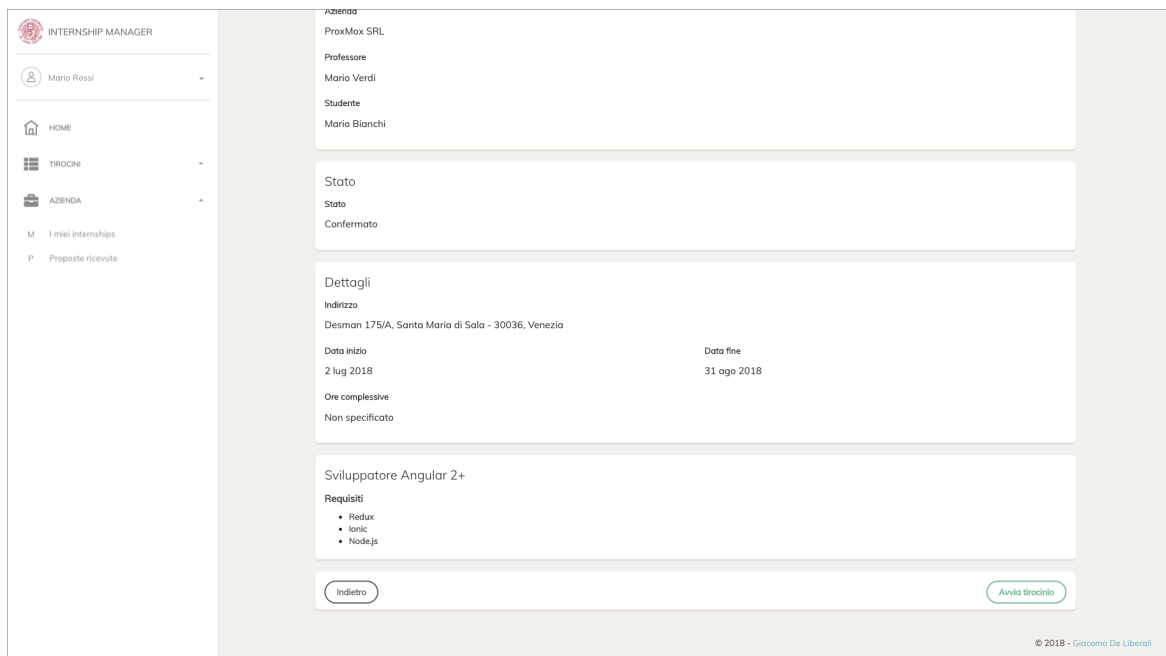 INTERNSHIP MANAGER
Mario Rossi
HOME
TIROCINI
AZIENDA
M I miei internships
P Proposte ricevute
Azienda
ProxMox SRL
Professore
Mario Verdi
Studente
Mario Bianchi
Stato
Stato
Confermato
Dettagli
Indirizzo
Desman 175/A, Santa Maria di Sala - 30036, Venezia
Data inizio Data fine
2 lug 2018 31 ago 2018
Ore complessive
Non specificato
Sviluppatore Angular 2+
Requisiti
• Redux
• Ionic
• Node.js
Indietro Avvia tirocinio
© 2018 - Giacomo De Liberali